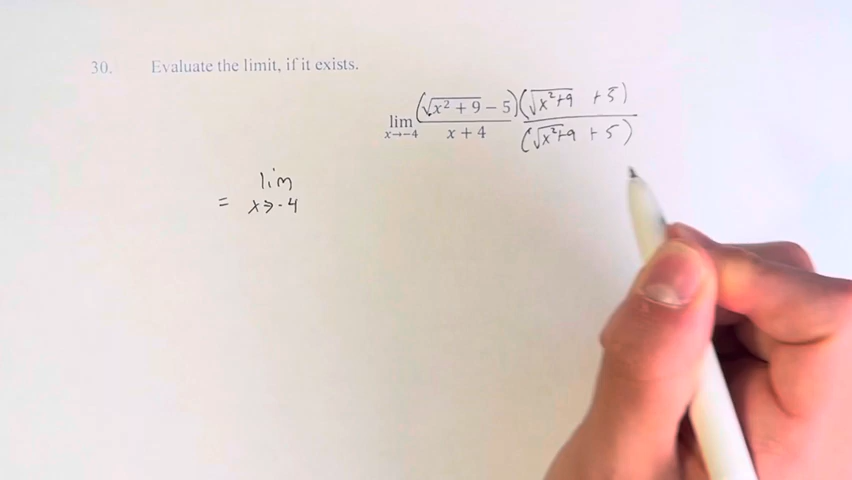 30. Evaluate the limit, if it exists.
lim x→-4 (√x² + 9 − 5)(√x²+9 + 5) / x + 4 (√x²+9 + 5)
= lim x→-4